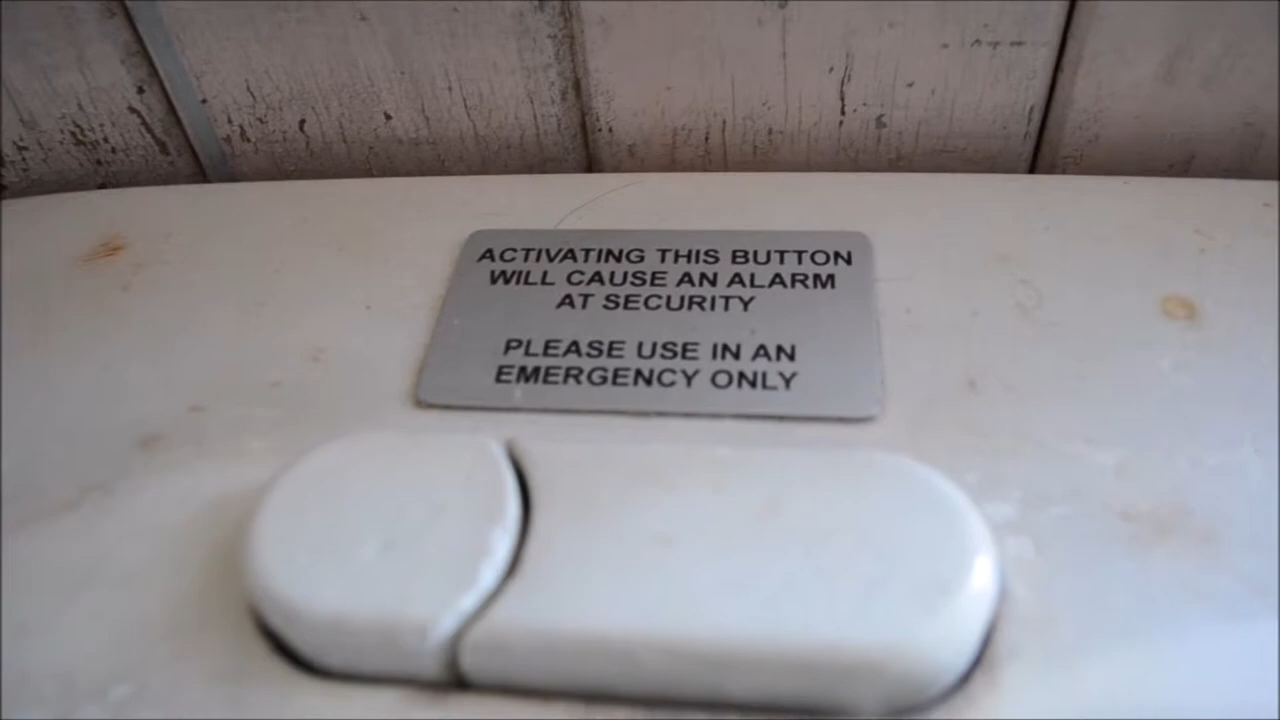 ACTIVATING THIS BUTTON
WILL CAUSE AN ALARM
AT SECURITY
PLEASE USE IN AN
EMERGENCY ONLY